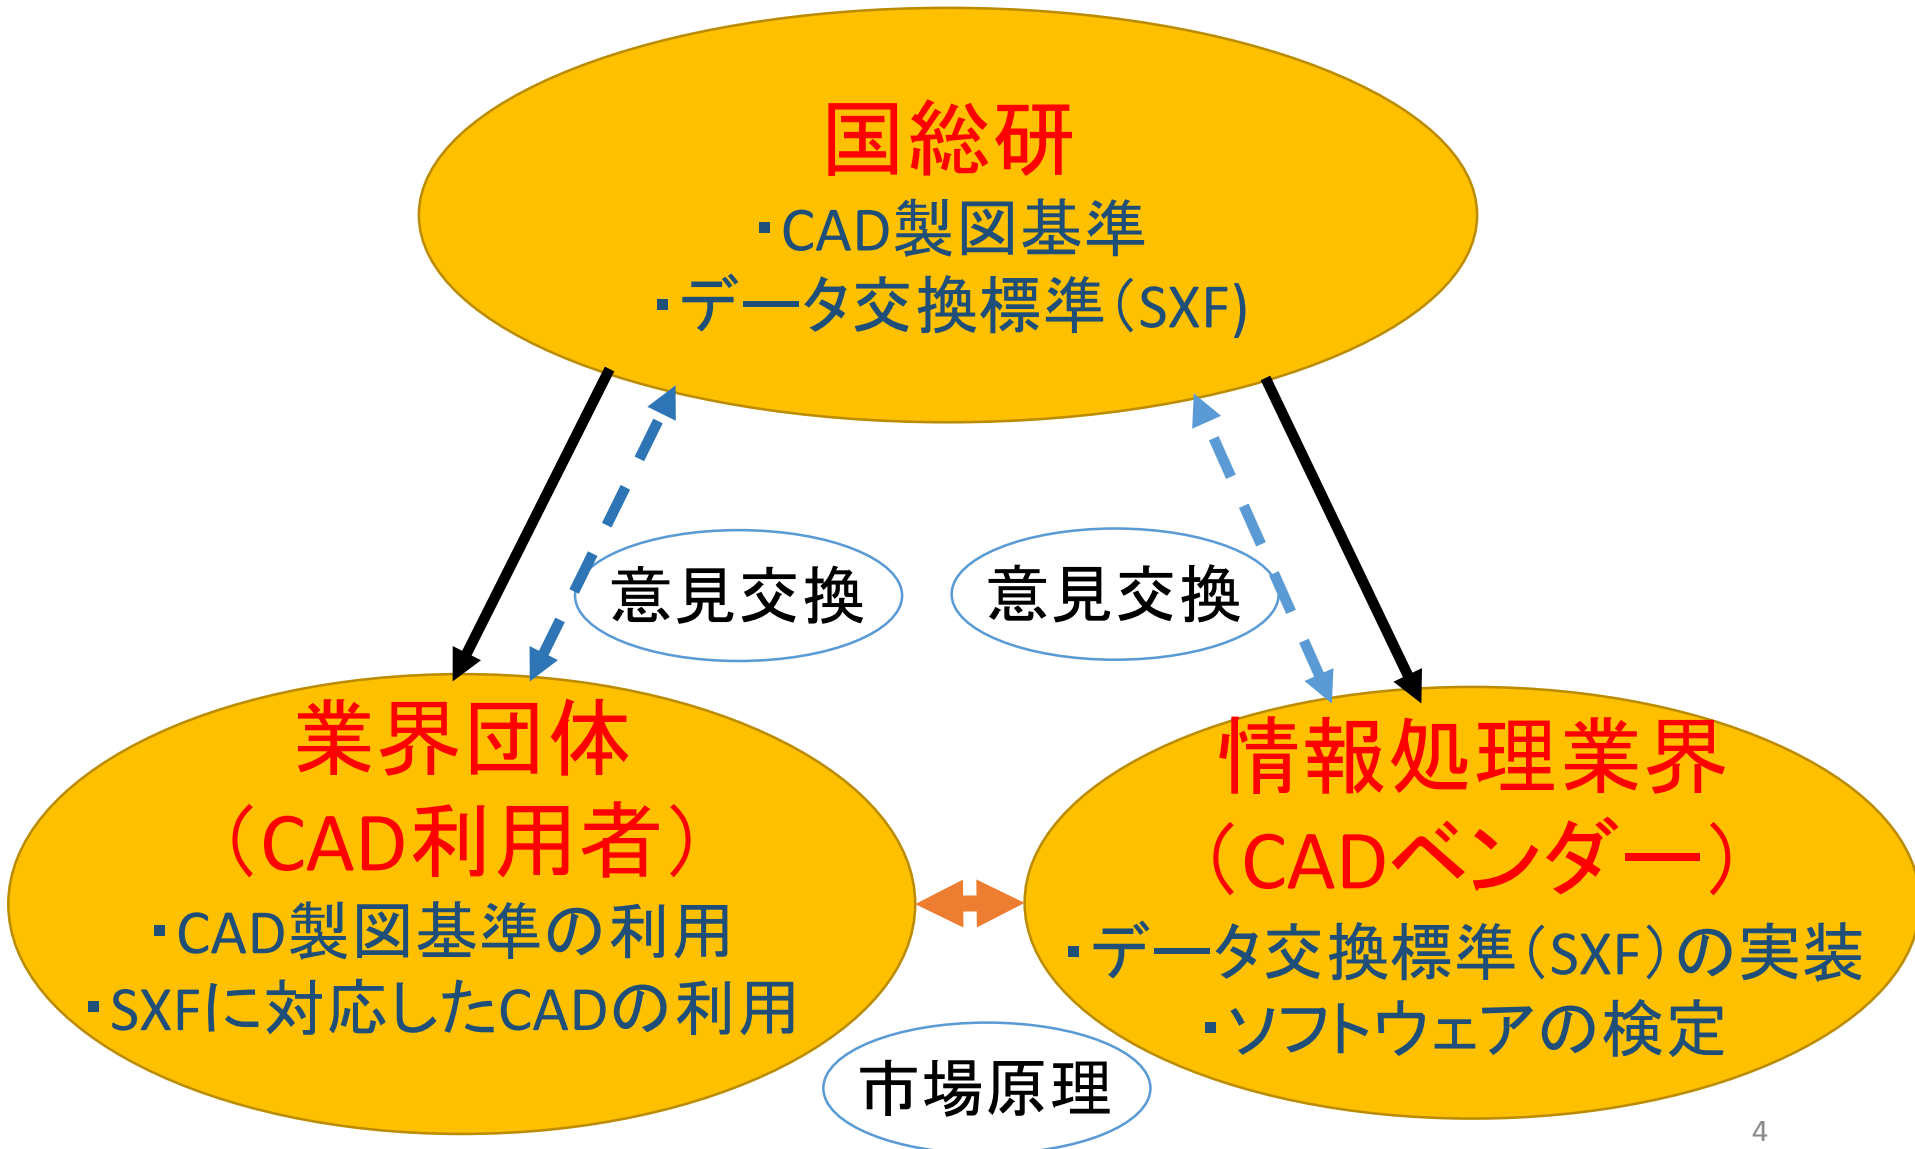 国総研
・CAD製図基準
・データ交換標準（SXF)
意見交換
意見交換
業界団体
（CAD利用者）
・CAD製図基準の利用
・SXFに対応したCADの利用
情報処理業界
（CADベンダー）
・データ交換標準（SXF）の実装
・ソフトウェアの検定
市場原理
4